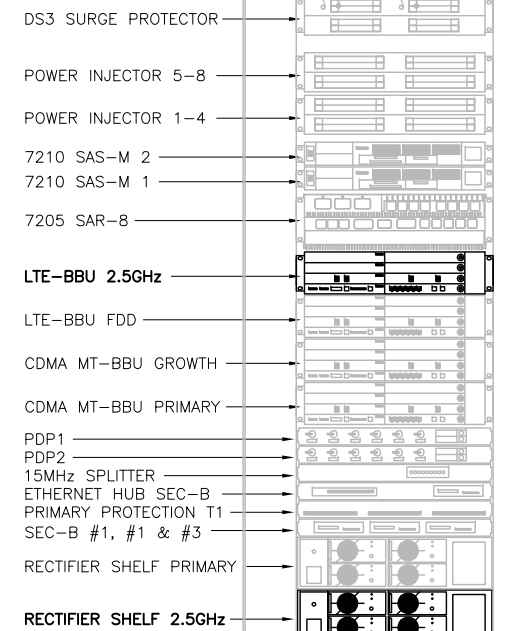 DS3 SURGE PROTECTOR
POWER INJECTOR 5-8
POWER INJECTOR 1-4
7210 SAS-M 2
7210 SAS-M 1
7205 SAR-8
LTE-BBU 2.5GHz
LTE-BBU FDD
CDMA MT-BBU GROWTH
CDMA MT-BBU PRIMARY
PDP1
PDP2
15MHz SPLITTER
ETHERNET HUB SEC-B
PRIMARY PROTECTION T1
SEC-B #1, #1 & #3
RECTIFIER SHELF PRIMARY
RECTIFIER SHELF 2.5GHz